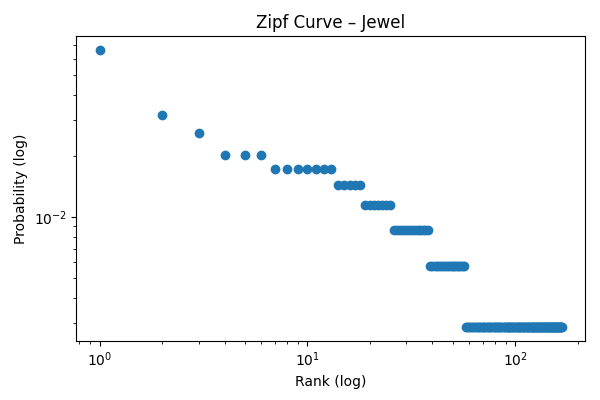 Zipf Curve – Jewel
Probability (log)
10⁻²
10⁰ 10¹ 10²
Rank (log)